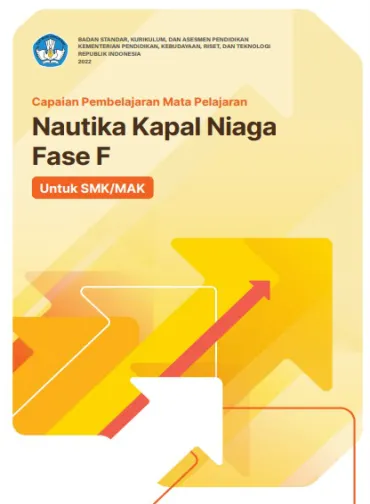 BADAN STANDAR, KURIKULUM, DAN ASESMEN PENDIDIKAN
KEMENTERIAN PENDIDIKAN, KEBUDAYAAN, RISET, DAN TEKNOLOGI
REPUBLIK INDONESIA
2022
Capaian Pembelajaran Mata Pelajaran
Nautika Kapal Niaga
Fase F
Untuk SMK/MAK